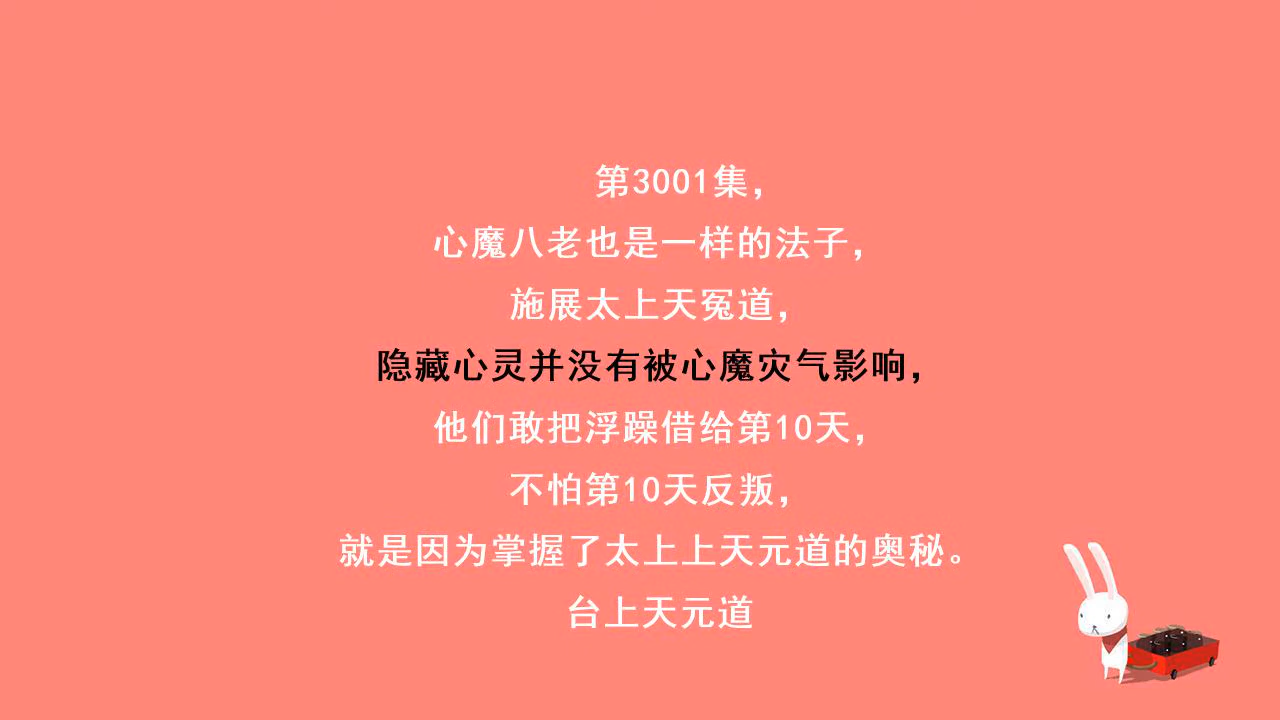 第3001集，
心魔八老也是一样的法子，
施展太上天冤道，
隐藏心灵并没有被心魔灾气影响，
他们敢把浮躁借给第10天，
不怕第10天反叛，
就是因为掌握了太上上天元道的奥秘。
台上天元道